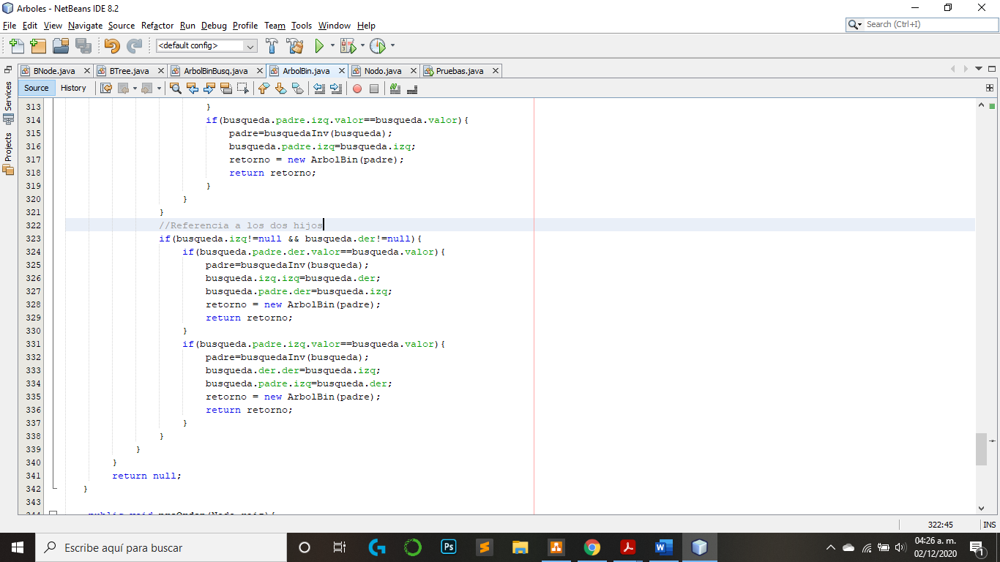 Arboles - NetBeans IDE 8.2
File Edit View Navigate Source Refactor Run Debug Profile Team Tools Window Help
Search (Ctrl+I)
<default config>
BNode.java BTree.java ArbolBinBusq.java ArbolBin.java Nodo.java Pruebas.java
Source History
Services
Projects
313 }
314 if(busqueda.padre.izq.valor==busqueda.valor){
315 padre=busquedaInv(busqueda);
316 busqueda.padre.izq=busqueda.izq;
317 retorno = new ArbolBin(padre);
318 return retorno;
319 }
320 }
321 }
322 //Referencia a los dos hijos
323 if(busqueda.izq!=null && busqueda.der!=null){
324 if(busqueda.padre.der.valor==busqueda.valor){
325 padre=busquedaInv(busqueda);
326 busqueda.izq.izq=busqueda.der;
327 busqueda.padre.der=busqueda.izq;
328 retorno = new ArbolBin(padre);
329 return retorno;
330 }
331 if(busqueda.padre.izq.valor==busqueda.valor){
332 padre=busquedaInv(busqueda);
333 busqueda.der.der=busqueda.izq;
334 busqueda.padre.izq=busqueda.der;
335 retorno = new ArbolBin(padre);
336 return retorno;
337 }
338 }
339 }
340 }
341 return null;
342 }
343
322:45 INS
Escribe aquí para buscar
Ps
04:26 a. m.
02/12/2020
1